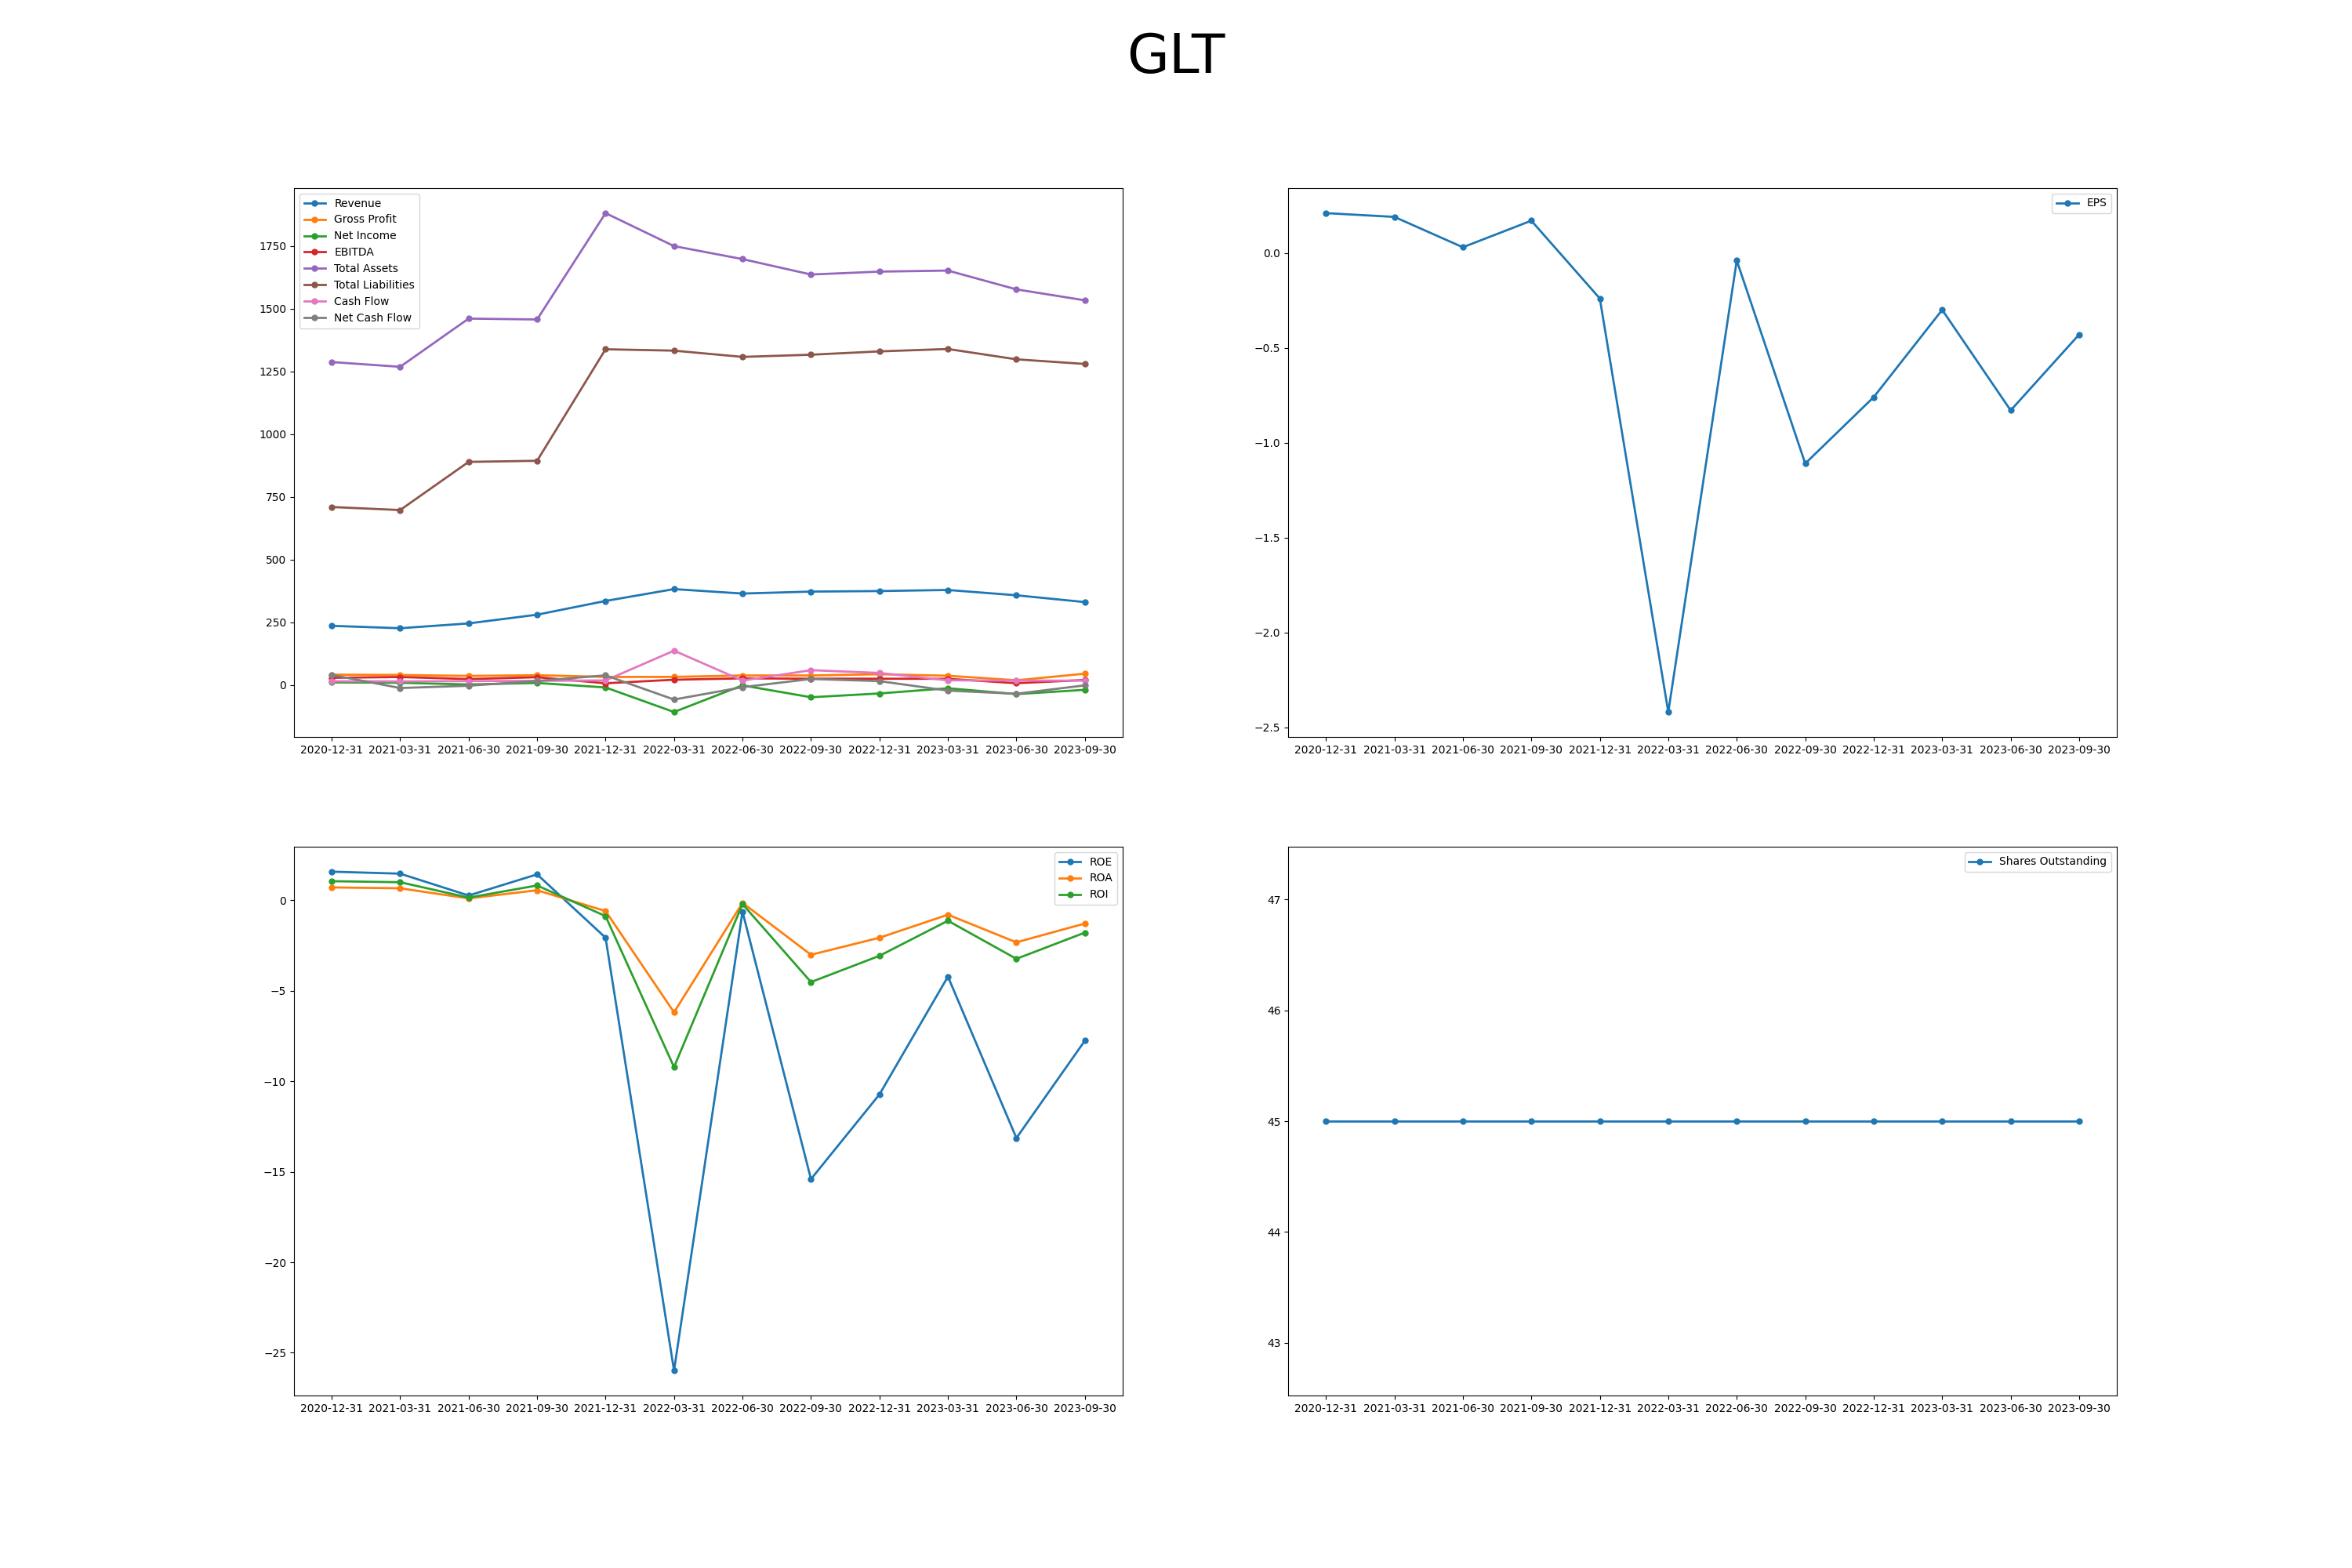 GLT
Revenue
Gross Profit
Net Income
EBITDA
Total Assets
Total Liabilities
Cash Flow
Net Cash Flow
1750
1500
1250
1000
750
500
250
0
2020-12-31 2021-03-31 2021-06-30 2021-09-30 2021-12-31 2022-03-31 2022-06-30 2022-09-30 2022-12-31 2023-03-31 2023-06-30 2023-09-30
EPS
0.0
−0.5
−1.0
−1.5
−2.0
−2.5
2020-12-31 2021-03-31 2021-06-30 2021-09-30 2021-12-31 2022-03-31 2022-06-30 2022-09-30 2022-12-31 2023-03-31 2023-06-30 2023-09-30
ROE
ROA
ROI
0
−5
−10
−15
−20
−25
2020-12-31 2021-03-31 2021-06-30 2021-09-30 2021-12-31 2022-03-31 2022-06-30 2022-09-30 2022-12-31 2023-03-31 2023-06-30 2023-09-30
Shares Outstanding
47
46
45
44
43
2020-12-31 2021-03-31 2021-06-30 2021-09-30 2021-12-31 2022-03-31 2022-06-30 2022-09-30 2022-12-31 2023-03-31 2023-06-30 2023-09-30